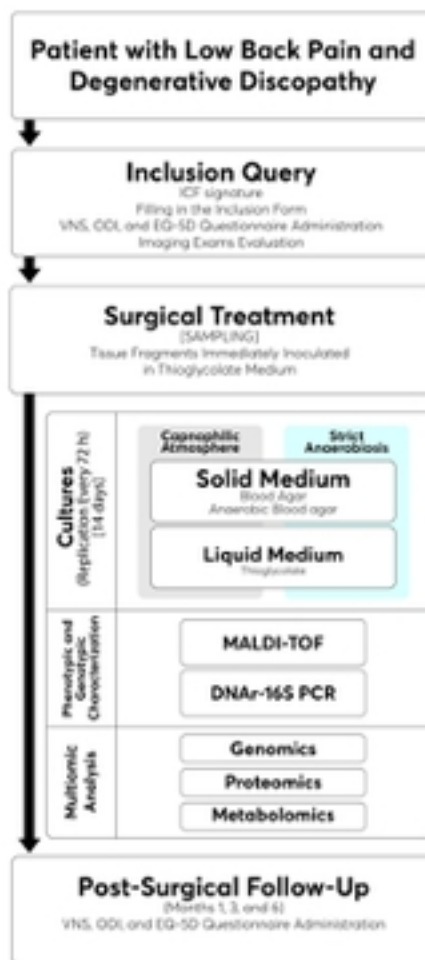 Patient with Low Back Pain and
Degenerative Discopathy
Inclusion Query
ICF signature
Filling in the Inclusion Form
VNS, ODI, and EQ-5D Questionnaire Administration
Imaging Exams Evaluation
Surgical Treatment
[SAMPLING]
Tissue Fragments Immediately Inoculated
in Thioglycolate Medium
Cultures
(Replication Every 72 h)
[14 days]
Capnophilic
Atmosphere
Strict
Anaerobiosis
Solid Medium
Blood Agar
Anaerobic Blood agar
Liquid Medium
Thioglycolate
Phenotypic and
Genotypic
Characterization
MALDI-TOF
DNAr-16S PCR
Multiomic
Analysis
Genomics
Proteomics
Metabolomics
Post-Surgical Follow-Up
(Months 1, 3, and 6)
VNS, ODI, and EQ-5D Questionnaire Administration